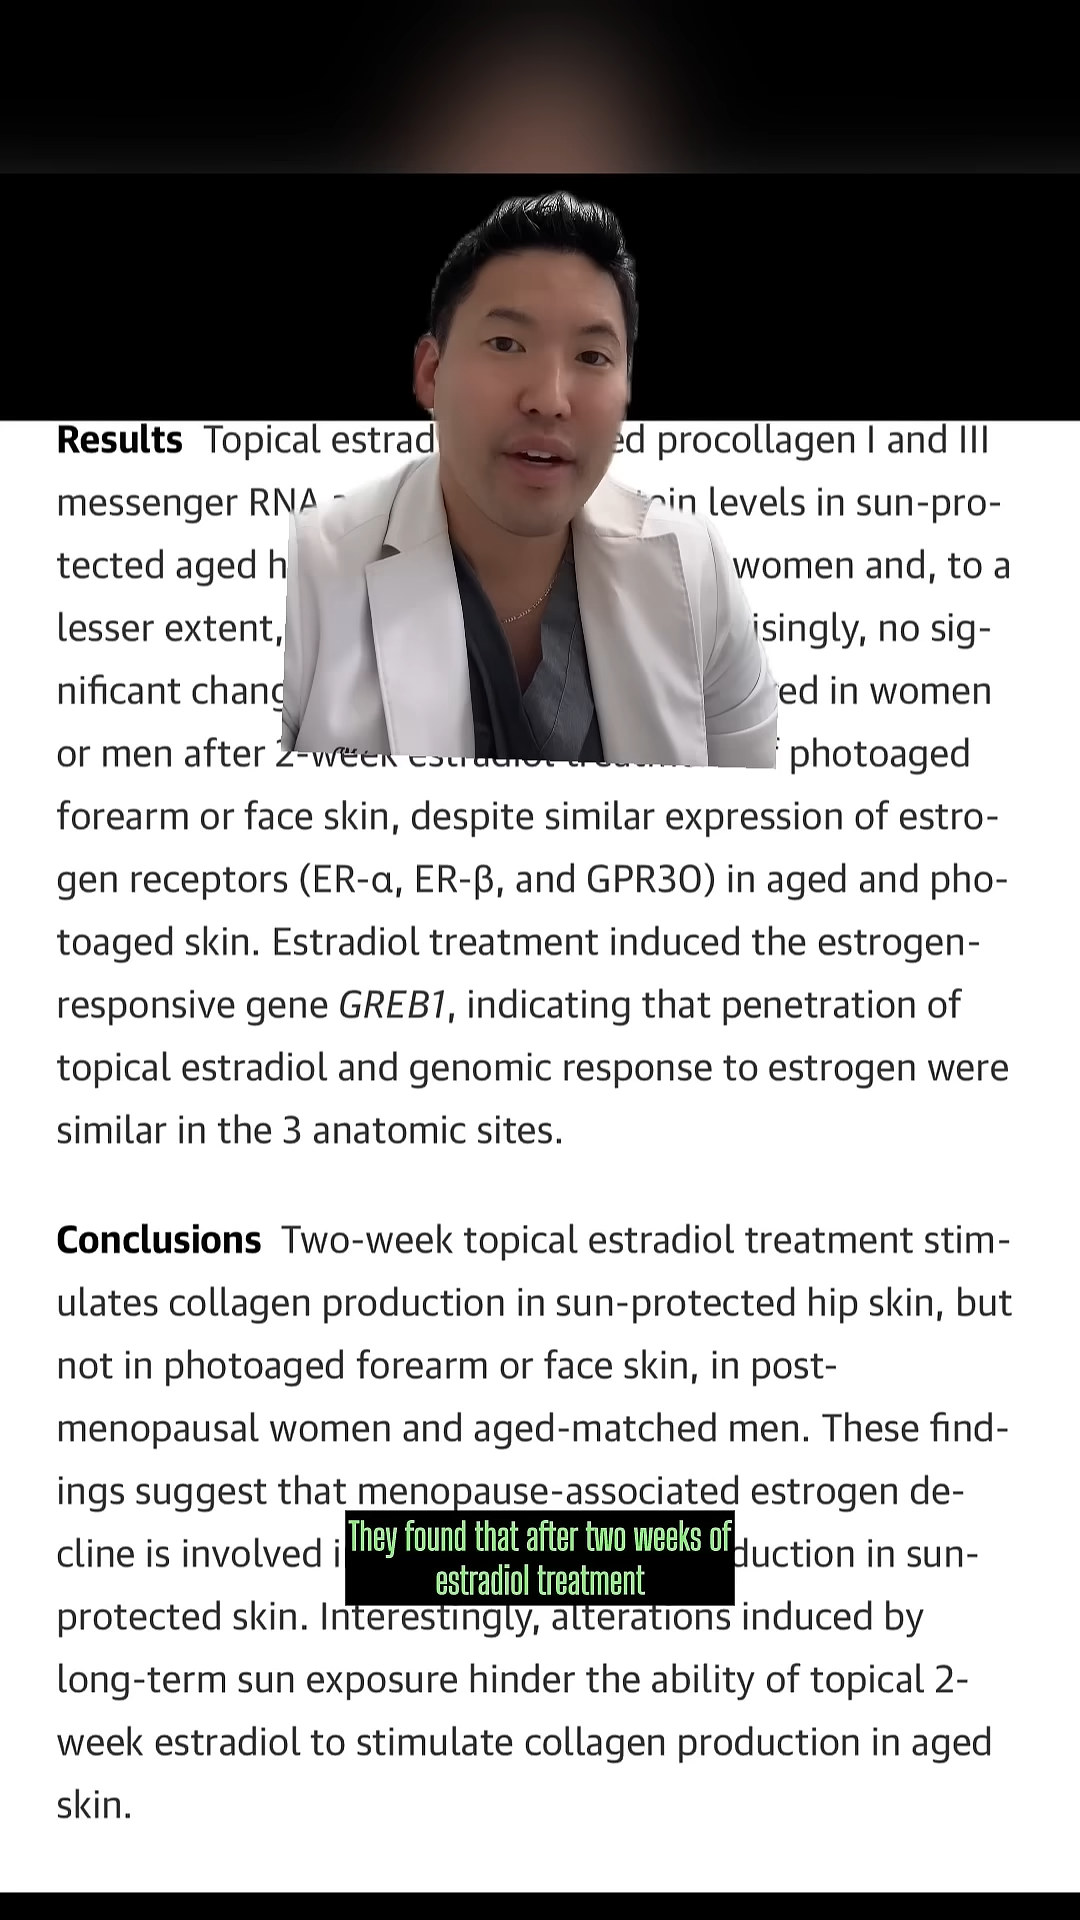 Results Topical estrad ed procollagen I and III
messenger RNA levels in sun-pro-
tected aged h women and, to a
lesser extent, isingly, no sig-
nificant chang ed in women
or men after 2-week estradiol photoaged
forearm or face skin, despite similar expression of estro-
gen receptors (ER-α, ER-β, and GPR30) in aged and pho-
toaged skin. Estradiol treatment induced the estrogen-
responsive gene GREB1, indicating that penetration of
topical estradiol and genomic response to estrogen were
similar in the 3 anatomic sites.
Conclusions Two-week topical estradiol treatment stim-
ulates collagen production in sun-protected hip skin, but
not in photoaged forearm or face skin, in post-
menopausal women and aged-matched men. These find-
ings suggest that menopause-associated estrogen de-
cline is involved i duction in sun-
They found that after two weeks of
estradiol treatment
protected skin. Interestingly, alterations induced by
long-term sun exposure hinder the ability of topical 2-
week estradiol to stimulate collagen production in aged
skin.